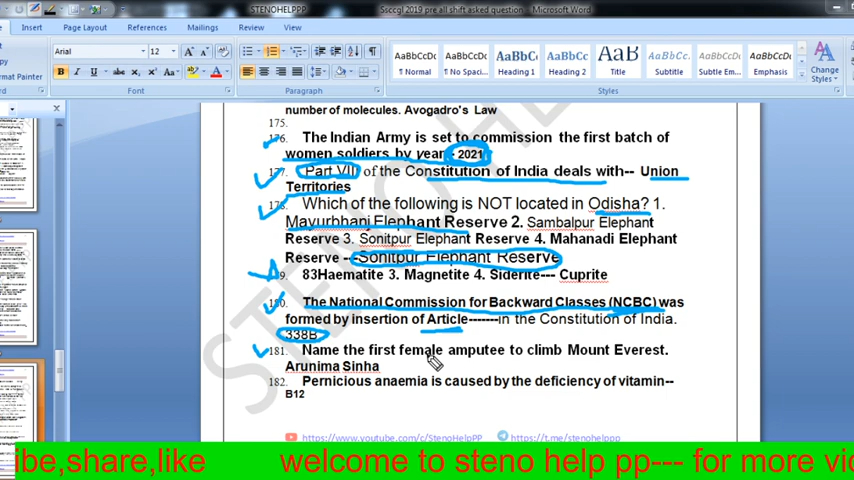 STENOHELPPP
Ssccgl 2019 pre all shift asked question - Microsoft Word
Insert Page Layout References Mailings Review View
Arial 12
Format Painter
B I U abe x₂ x² Aa
Font Paragraph Styles
AaBbCcDc AaBbCcDc AaBbC AaBbCc AaB AaBbCcL AaBbCcDc AaBbCcDc
¶ Normal ¶ No Spaci... Heading 1 Heading 2 Title Subtitle Subtle Em... Emphasis
Change
Styles
number of molecules. Avogadro's Law
175.
176. The Indian Army is set to commission the first batch of
women soldiers by year - 2021
177. Part VIII of the Constitution of India deals with-- Union
Territories
178. Which of the following is NOT located in Odisha? 1.
Mayurbhanj Elephant Reserve 2. Sambalpur Elephant
Reserve 3. Sonitpur Elephant Reserve 4. Mahanadi Elephant
Reserve ---Sonitpur Elephant Reserve
179. 83Haematite 3. Magnetite 4. Siderite--- Cuprite
180. The National Commission for Backward Classes (NCBC) was
formed by insertion of Article-------in the Constitution of India.
338B
181. Name the first female amputee to climb Mount Everest.
Arunima Sinha
182. Pernicious anaemia is caused by the deficiency of vitamin--
B12
https://www.youtube.com/c/StenoHelpPP https://t.me/stenohelppp
ibe,share,like welcome to steno help pp--- for more vi